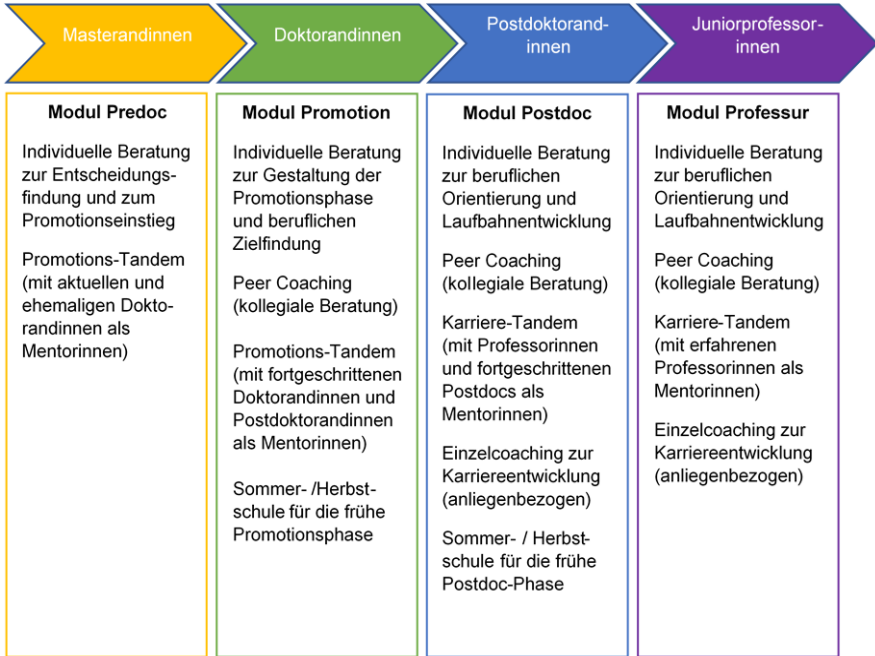 Masterandinnen
Doktorandinnen
Postdoktorand-
innen
Juniorprofessor-
innen
Modul Predoc
Individuelle Beratung
zur Entscheidungs-
findung und zum
Promotionseinstieg
Promotions-Tandem
(mit aktuellen und
ehemaligen Dokto-
randinnen als
Mentorinnen)
Modul Promotion
Individuelle Beratung
zur Gestaltung der
Promotionsphase
und beruflichen
Zielfindung
Peer Coaching
(kollegiale Beratung)
Promotions-Tandem
(mit fortgeschrittenen
Doktorandinnen und
Postdoktorandinnen
als Mentorinnen)
Sommer- /Herbst-
schule für die frühe
Promotionsphase
Modul Postdoc
Individuelle Beratung
zur beruflichen
Orientierung und
Laufbahnentwicklung
Peer Coaching
(kollegiale Beratung)
Karriere-Tandem
(mit Professorinnen
und fortgeschrittenen
Postdocs als
Mentorinnen)
Einzelcoaching zur
Karriereentwicklung
(anliegenbezogen)
Sommer- / Herbst-
schule für die frühe
Postdoc-Phase
Modul Professur
Individuelle Beratung
zur beruflichen
Orientierung und
Laufbahnentwicklung
Peer Coaching
(kollegiale Beratung)
Karriere-Tandem
(mit erfahrenen
Professorinnen als
Mentorinnen)
Einzelcoaching zur
Karriereentwicklung
(anliegenbezogen)